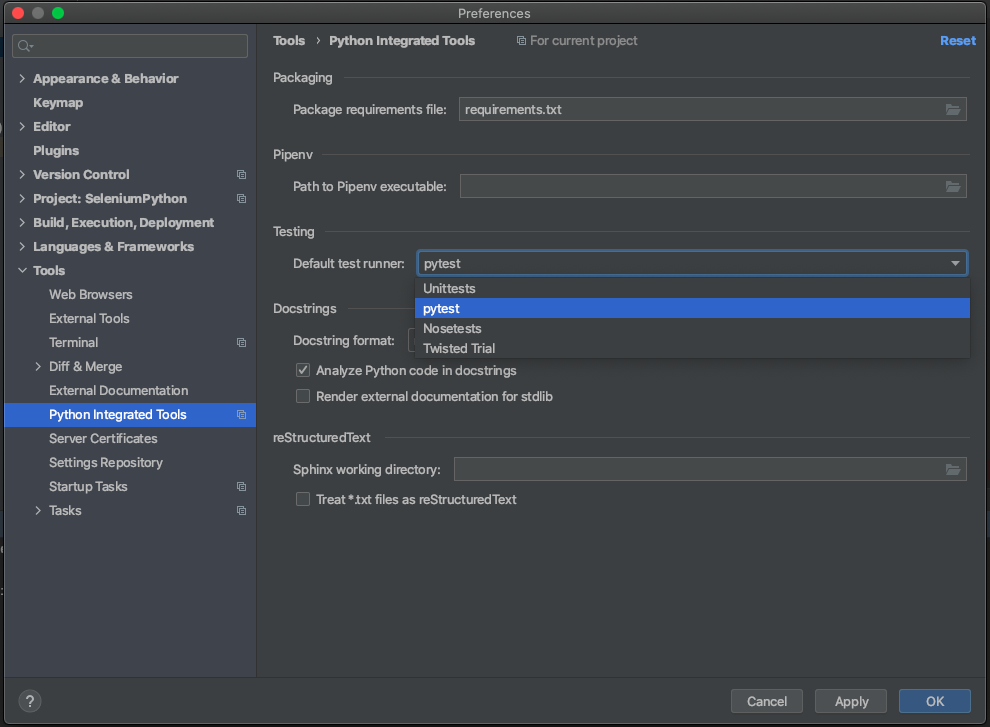 Preferences
Tools › Python Integrated Tools For current project Reset
Appearance & Behavior
Keymap
Editor
Plugins
Version Control
Project: SeleniumPython
Build, Execution, Deployment
Languages & Frameworks
Tools
Web Browsers
External Tools
Terminal
Diff & Merge
External Documentation
Python Integrated Tools
Server Certificates
Settings Repository
Startup Tasks
Tasks
Packaging
Package requirements file: requirements.txt
Pipenv
Path to Pipenv executable:
Testing
Default test runner: pytest
Unittests
pytest
Nosetests
Twisted Trial
Docstrings
Docstring format:
Analyze Python code in docstrings
Render external documentation for stdlib
reStructuredText
Sphinx working directory:
Treat *.txt files as reStructuredText
? Cancel Apply OK